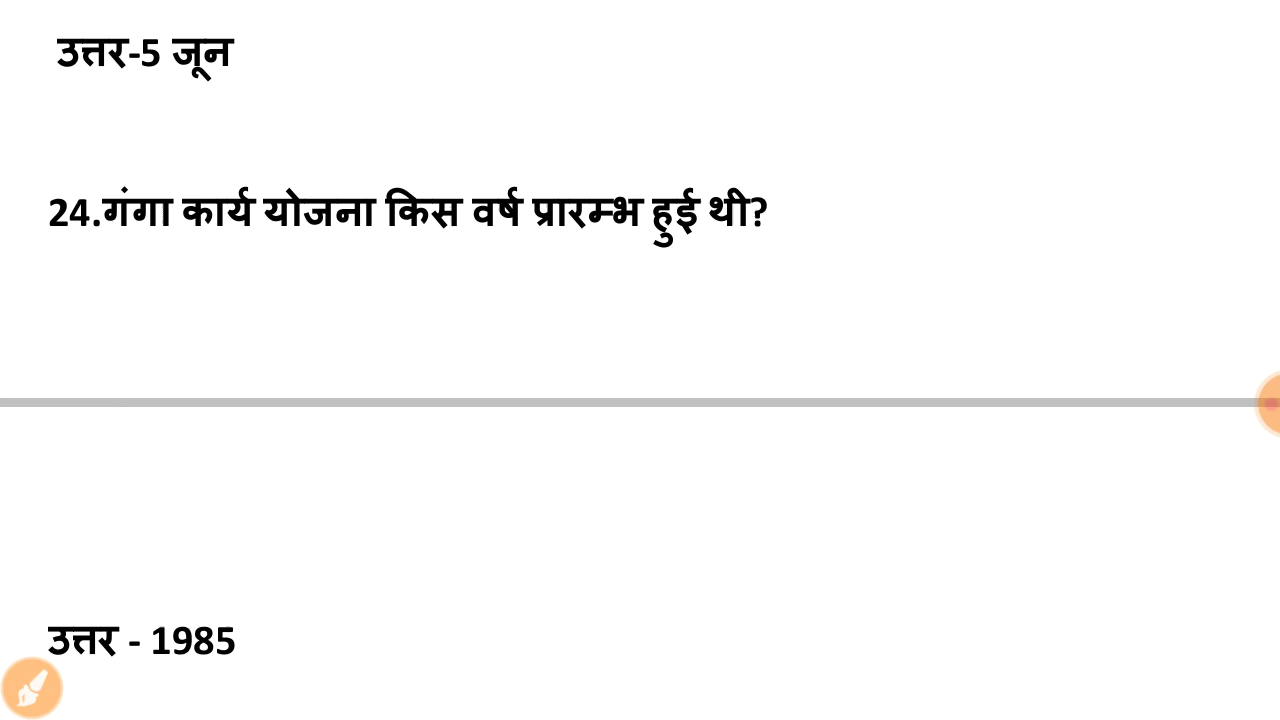 उत्तर-5 जून
24.गंगा कार्य योजना किस वर्ष प्रारम्भ हुई थी?
उत्तर - 1985